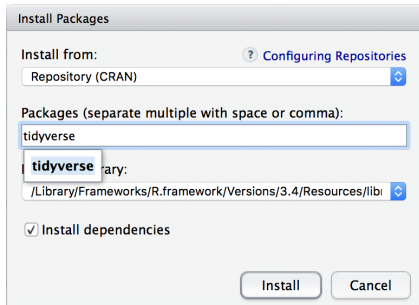 Install Packages
Install from:
? Configuring Repositories
Repository (CRAN)
Packages (separate multiple with space or comma):
tidyverse
tidyverse
/Library/Frameworks/R.framework/Versions/3.4/Resources/libr
Install dependencies
Install
Cancel